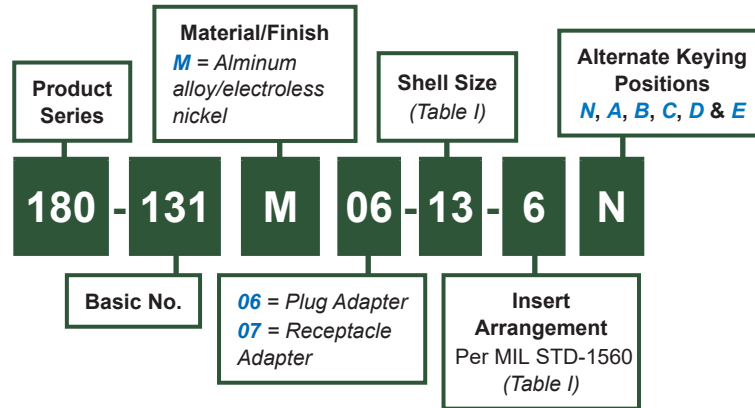 Product
Series
Material/Finish
M = Alminum
alloy/electroless
nickel
Shell Size
(Table I)
Alternate Keying
Positions
N, A, B, C, D & E
180 - 131 M 06 - 13 - 6 N
Basic No.
06 = Plug Adapter
07 = Receptacle
Adapter
Insert
Arrangement
Per MIL STD-1560
(Table I)